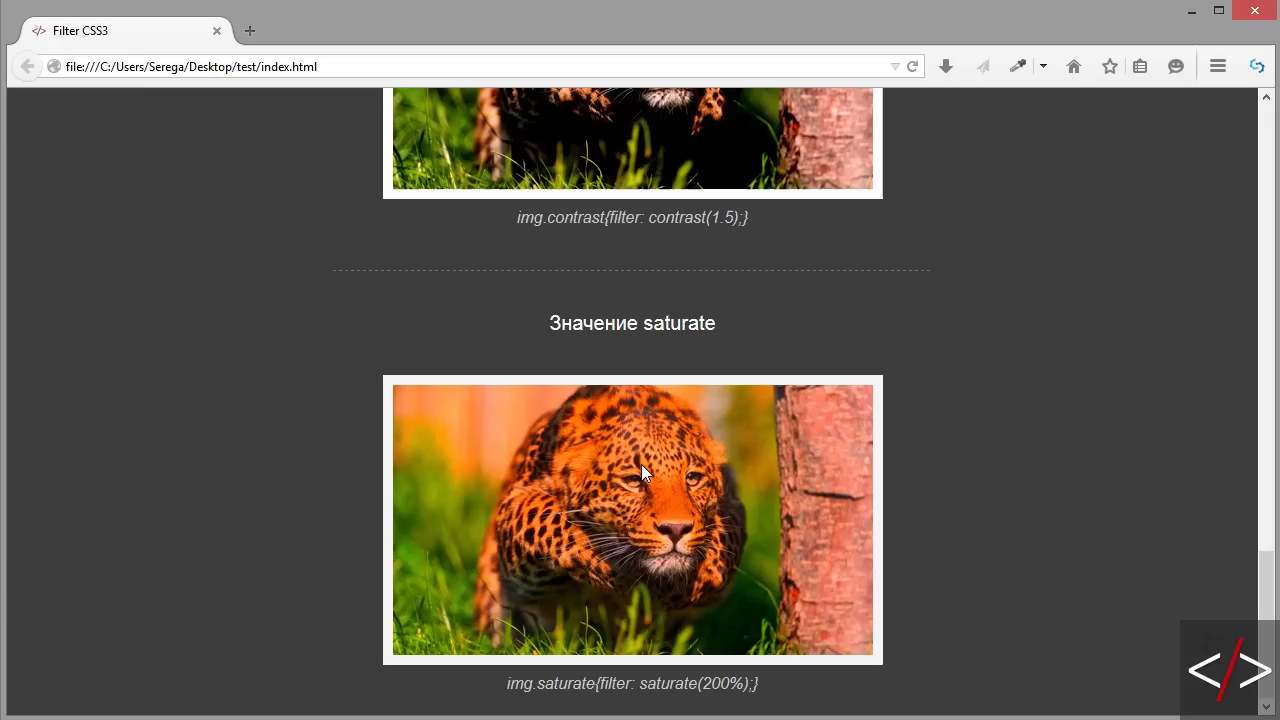 Filter CSS3
file:///C:/Users/Serega/Desktop/test/index.html
img.contrast{filter: contrast(1.5);}
Значение saturate
img.saturate{filter: saturate(200%);}
</>